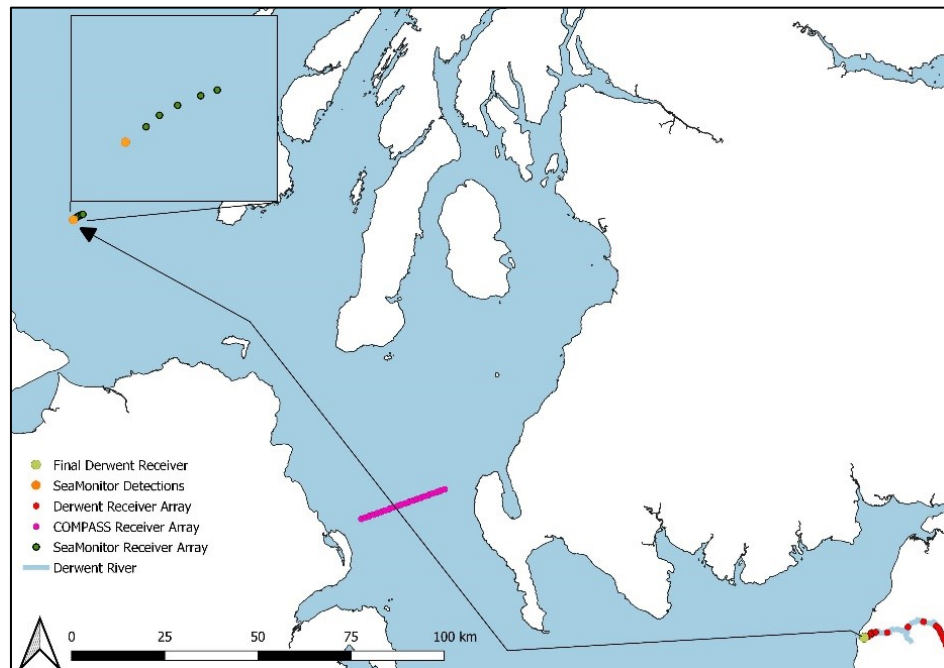 Final Derwent Receiver
SeaMonitor Detections
Derwent Receiver Array
COMPASS Receiver Array
SeaMonitor Receiver Array
Derwent River
0 25 50 75 100 km